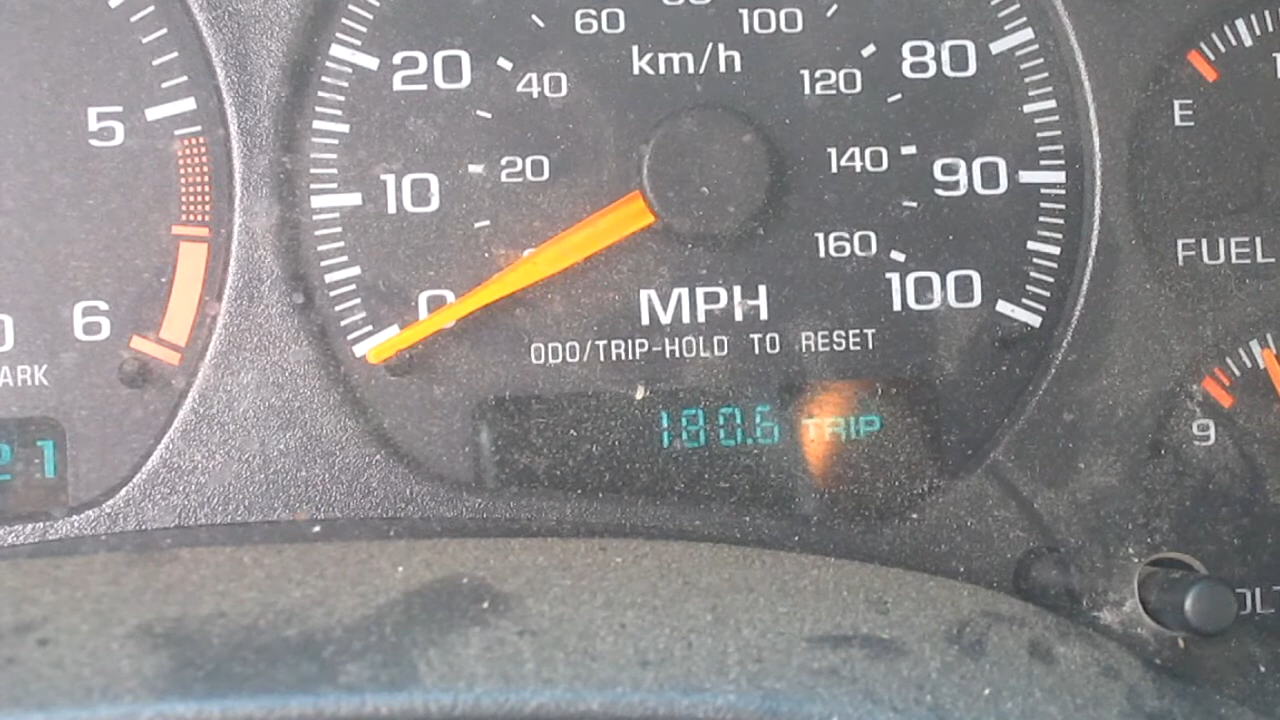 60 80 100
20 km/h 80
40 120
5
E
20 140
10 90
160
0 100
FUEL
6
MPH
ODO/TRIP-HOLD TO RESET
ARK
180.6 TRIP
9
21